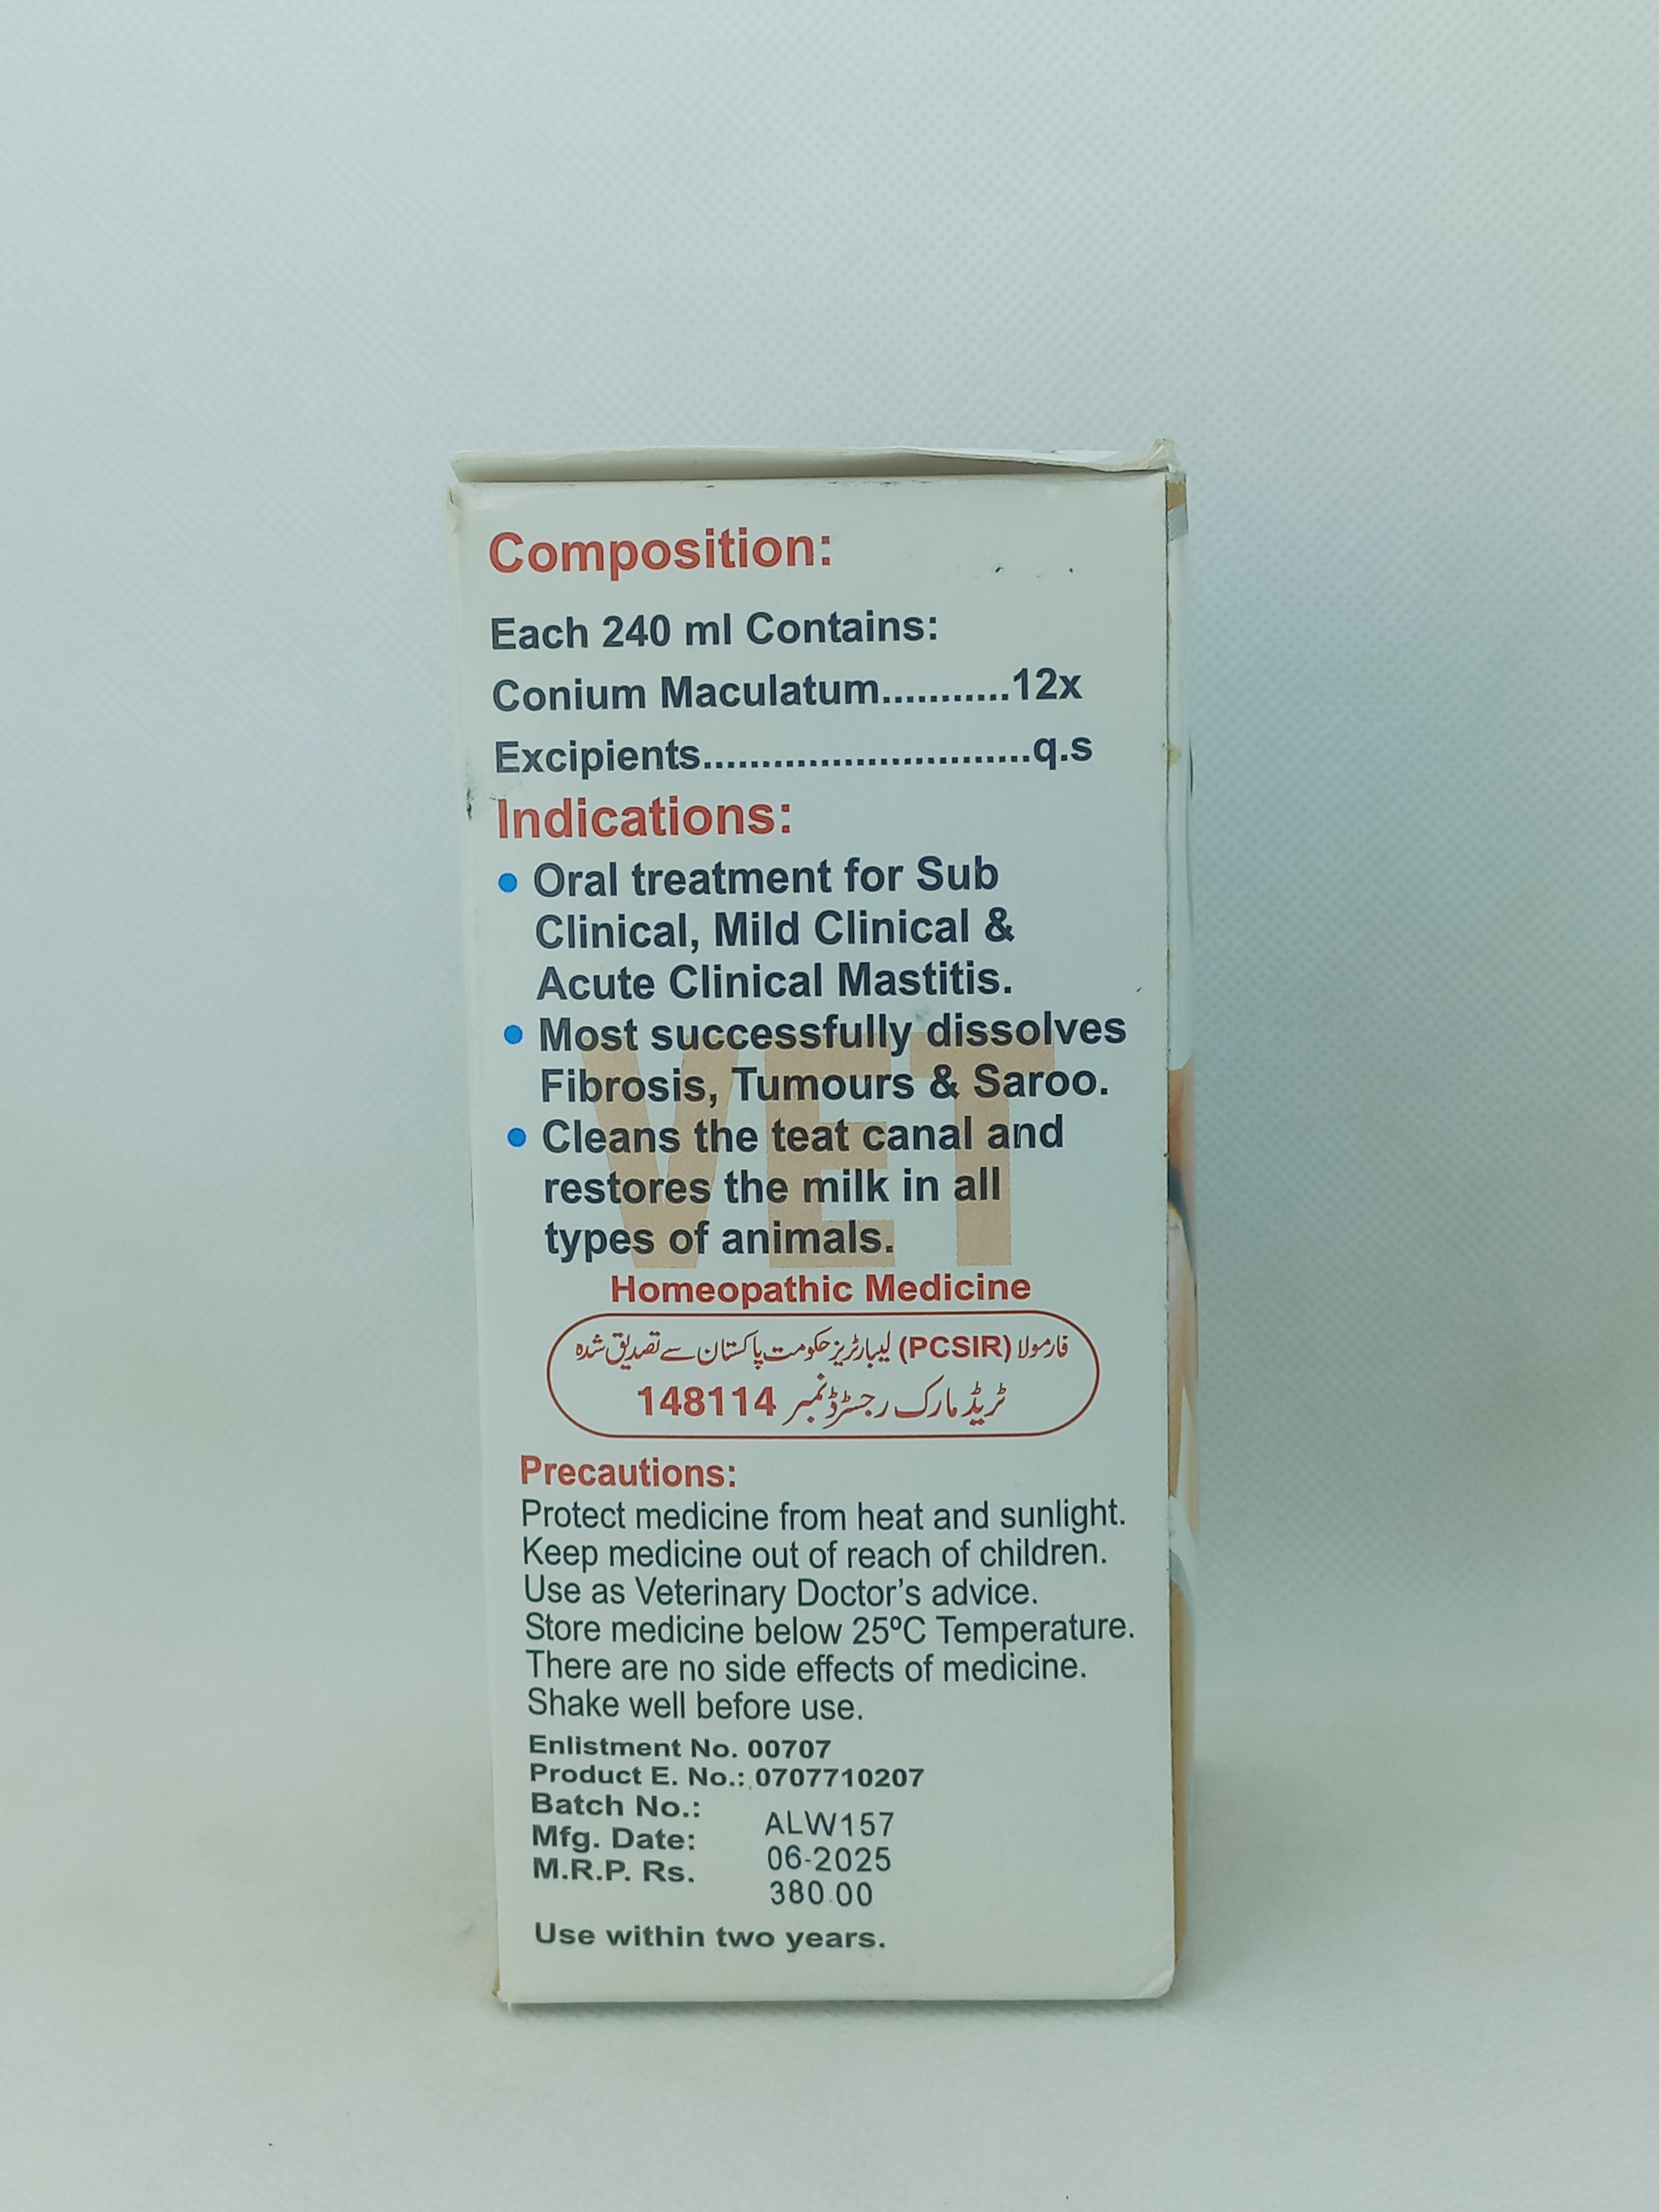 Composition:
Each 240 ml Contains:
Conium Maculatum...........12x
Excipients............................q.s
Indications:
• Oral treatment for Sub
Clinical, Mild Clinical &
Acute Clinical Mastitis.
• Most successfully dissolves
Fibrosis, Tumours & Saroo.
• Cleans the teat canal and
restores the milk in all
types of animals.
VET
Homeopathic Medicine
فارمولا (PCSIR) لیبارٹریز حکومت پاکستان سے تصدیق شدہ
ٹریڈ مارک رجسٹرڈ نمبر 148114
Precautions:
Protect medicine from heat and sunlight.
Keep medicine out of reach of children.
Use as Veterinary Doctor's advice.
Store medicine below 25ºC Temperature.
There are no side effects of medicine.
Shake well before use.
Enlistment No. 00707
Product E. No.: 0707710207
Batch No.: ALW157
Mfg. Date: 06-2025
M.R.P. Rs. 380.00
Use within two years.